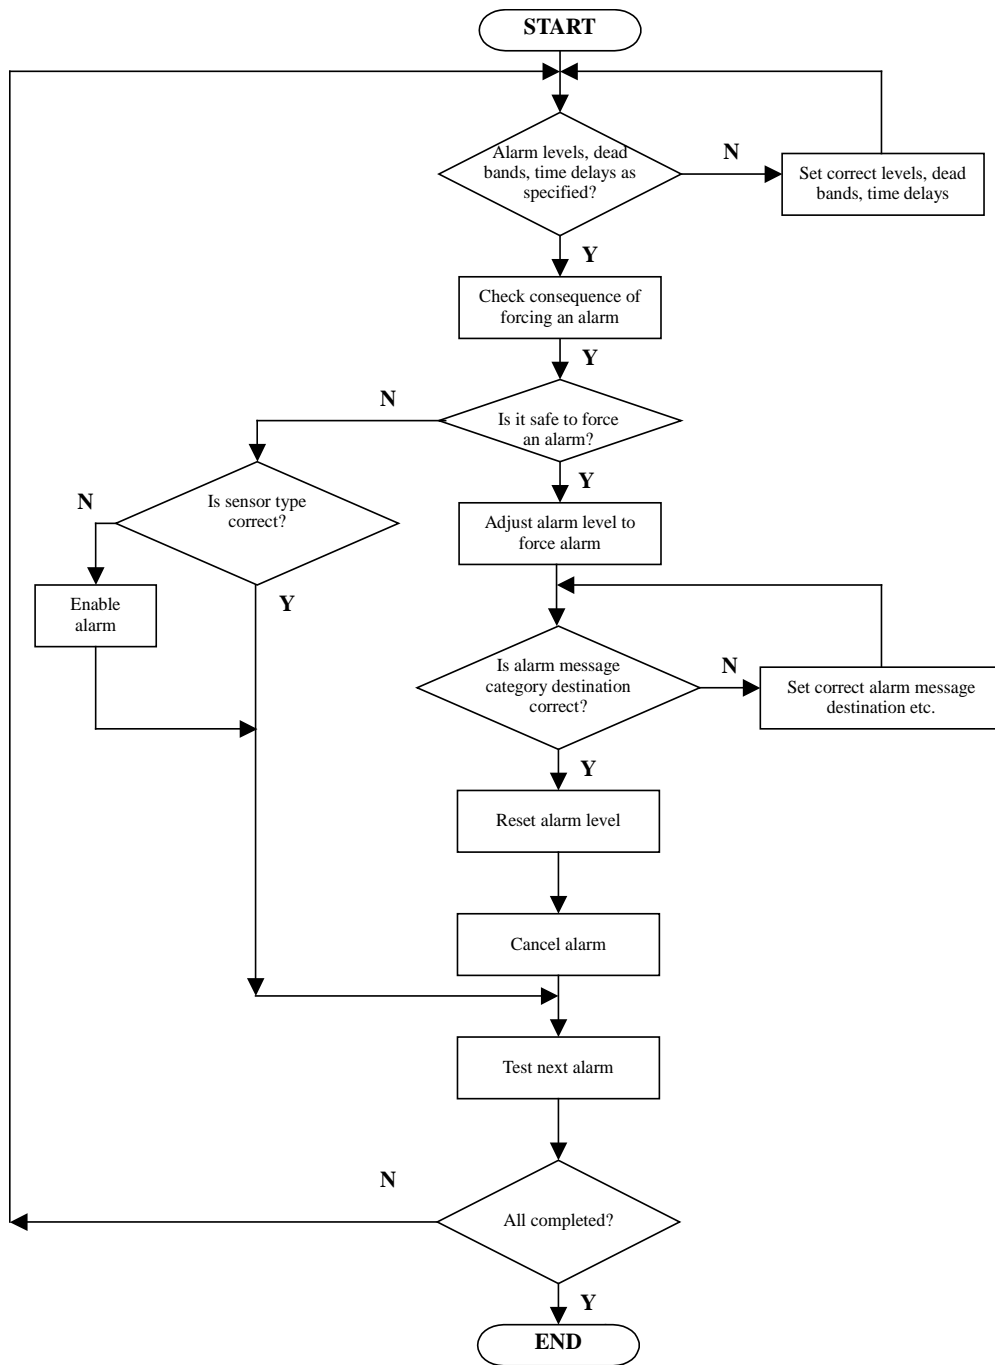 START
Alarm levels, dead
bands, time delays as
specified?
N
Set correct levels, dead
bands, time delays
Y
Check consequence of
forcing an alarm
Y
N
Is it safe to force
an alarm?
Y
N
Is sensor type
correct?
Adjust alarm level to
force alarm
Enable
alarm
Y
Is alarm message
category destination
correct?
N
Set correct alarm message
destination etc.
Y
Reset alarm level
Cancel alarm
Test next alarm
N
All completed?
Y
END